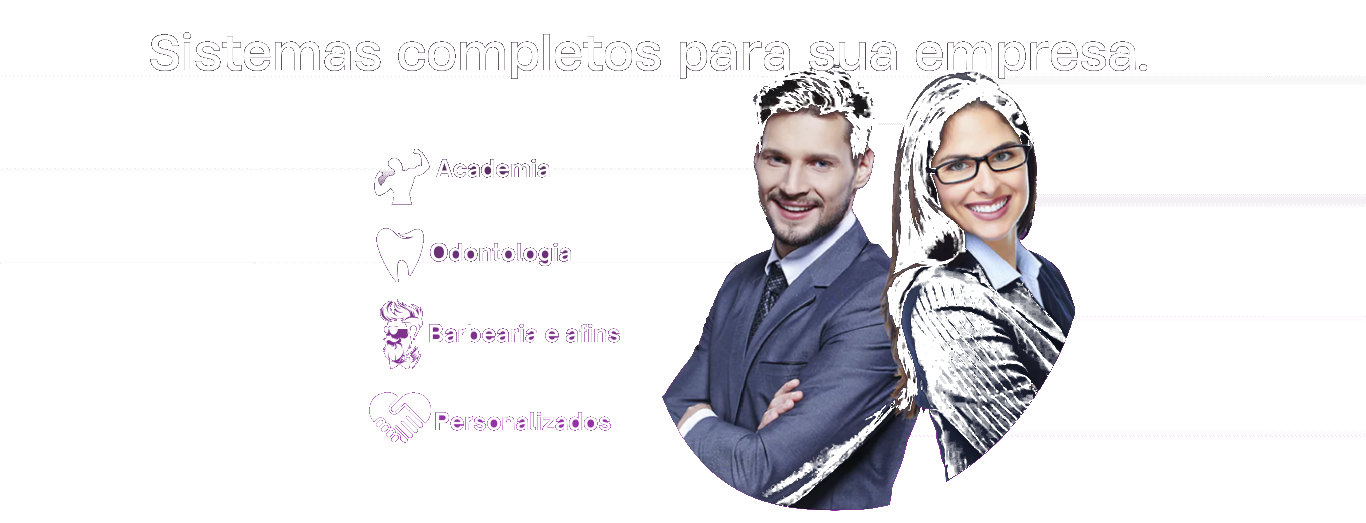 Sistemas completos para sua empresa.
Academia
Odontologia
Barbearia e afins
Personalizados